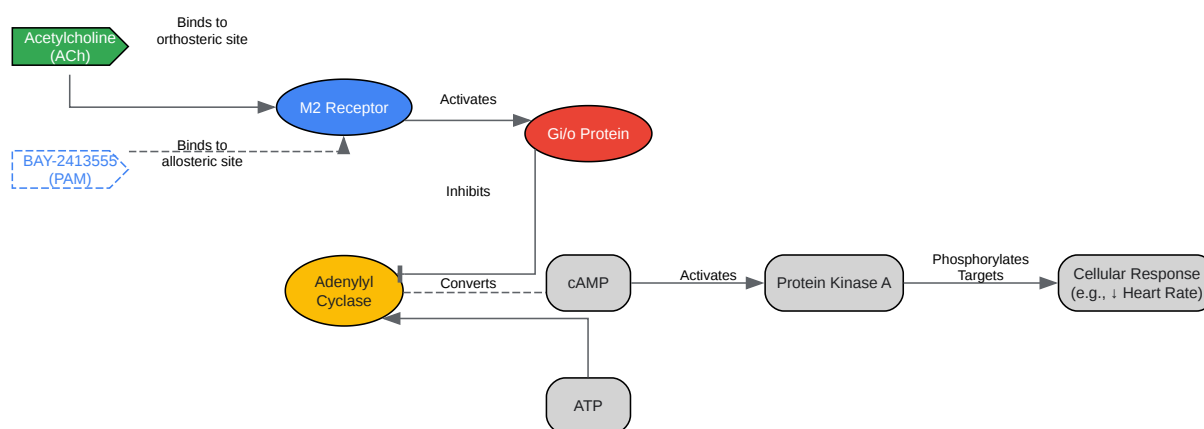 Binds to
orthosteric site
Acetylcholine
(ACh)
M2 Receptor
Activates
Gi/o Protein
Binds to
allosteric site
BAY-2413555
(PAM)
Inhibits
Adenylyl
Cyclase
Converts
cAMP
Activates
Protein Kinase A
Phosphorylates
Targets
Cellular Response
(e.g., ↓ Heart Rate)
ATP